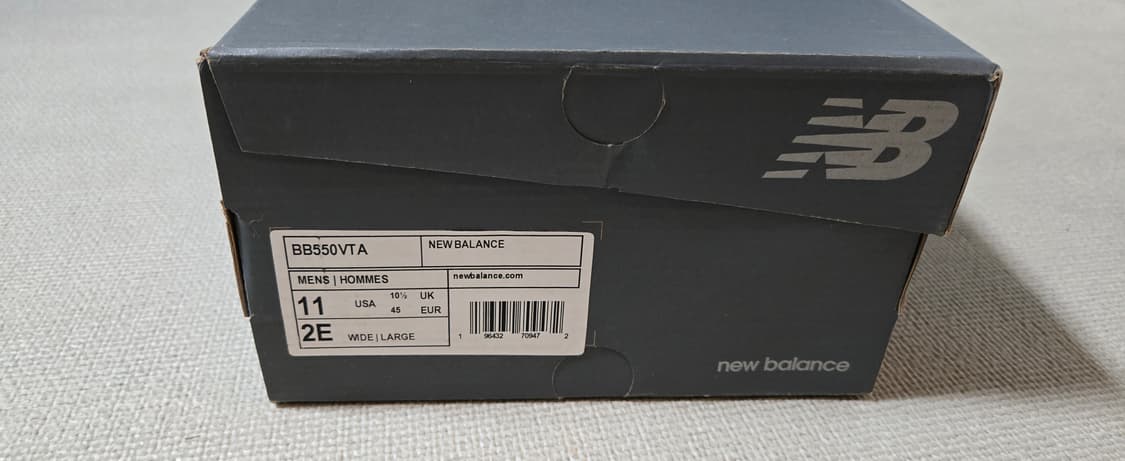 NB
BB550VTA
NEW BALANCE
MENS | HOMMES
newbalance.com
11 USA 10½ UK
45 EUR
2E WIDE | LARGE
1 96432 70947 2
new balance